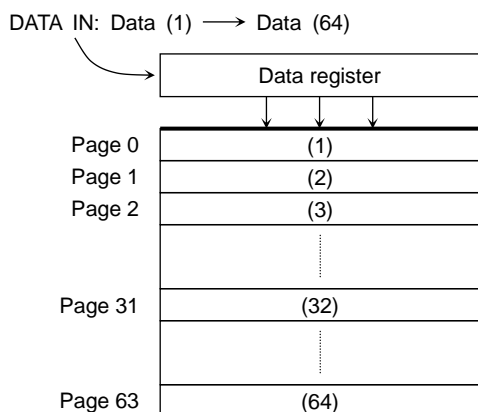 DATA IN: Data (1) → Data (64)
Data register
Page 0 (1)
Page 1 (2)
Page 2 (3)
Page 31 (32)
Page 63 (64)